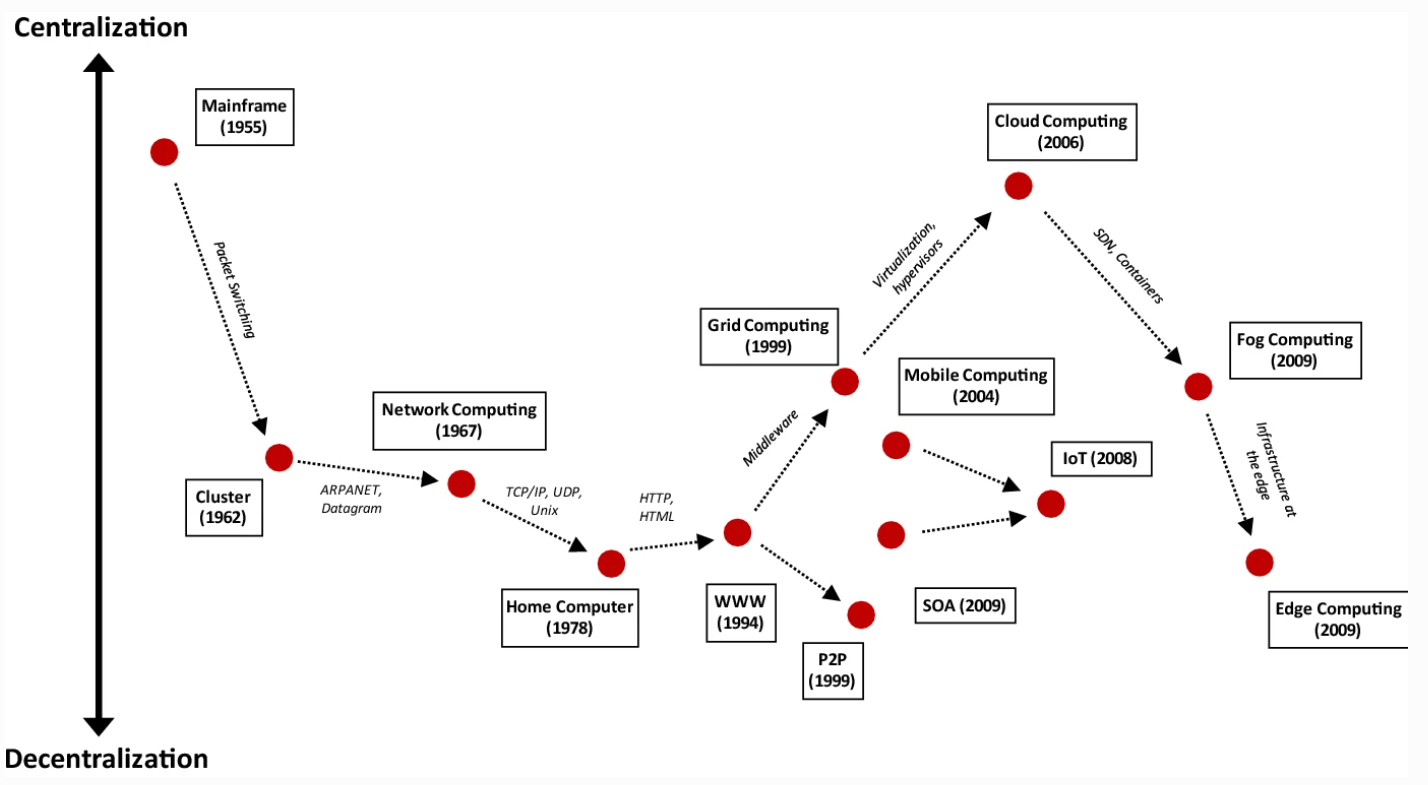 Centralization
Mainframe
(1955)
Packet Switching
Cluster
(1962)
ARPANET,
Datagram
Network Computing
(1967)
TCP/IP, UDP,
Unix
Home Computer
(1978)
HTTP,
HTML
WWW
(1994)
Middleware
P2P
(1999)
Grid Computing
(1999)
Virtualization,
hypervisors
Cloud Computing
(2006)
Mobile Computing
(2004)
SOA (2009)
IoT (2008)
SDN, Containers
Fog Computing
(2009)
Infrastructure at
the edge
Edge Computing
(2009)
Decentralization